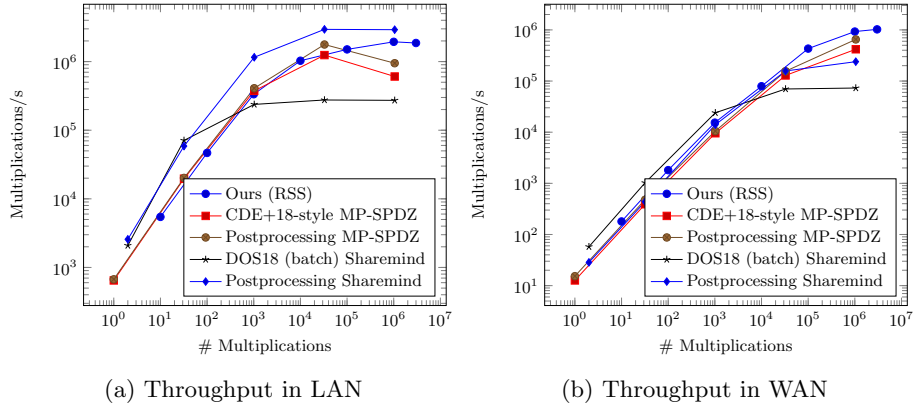 10^6
10^5
10^4
10^3
Multiplications/s
10^0 10^1 10^2 10^3 10^4 10^5 10^6 10^7
# Multiplications
Ours (RSS)
CDE+18-style MP-SPDZ
Postprocessing MP-SPDZ
DOS18 (batch) Sharemind
Postprocessing Sharemind
(a) Throughput in LAN
10^6
10^5
10^4
10^3
10^2
10^1
Multiplications/s
10^0 10^1 10^2 10^3 10^4 10^5 10^6 10^7
# Multiplications
Ours (RSS)
CDE+18-style MP-SPDZ
Postprocessing MP-SPDZ
DOS18 (batch) Sharemind
Postprocessing Sharemind
(b) Throughput in WAN